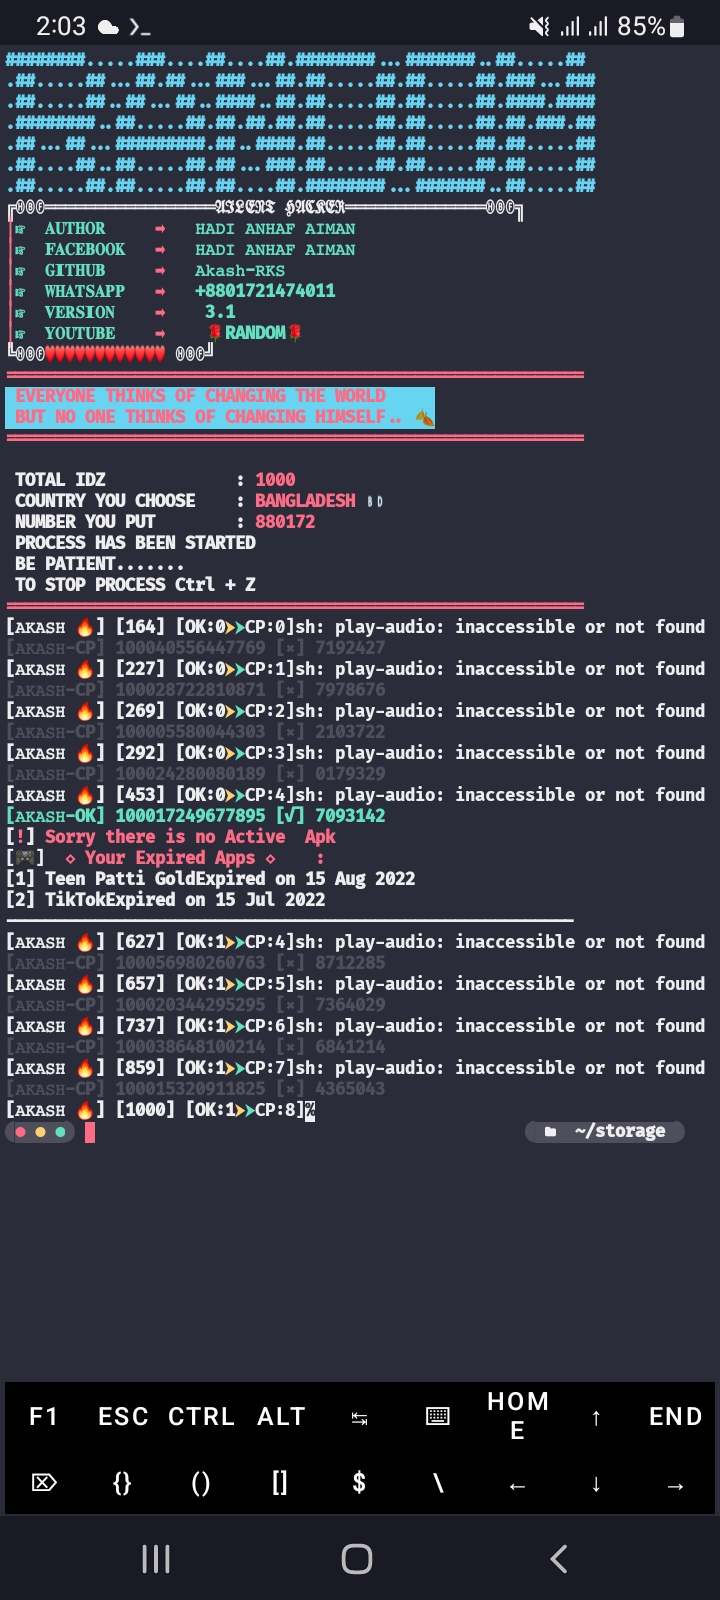 2:03 85%
RANDOM
ⒽⓄⒻ════AILENT HACKER════ⒽⓄⒻ
☞ AUTHOR ➡ HADI ANHAF AIMAN
☞ FACEBOOK ➡ HADI ANHAF AIMAN
☞ GITHUB ➡ Akash-RKS
☞ WHATSAPP ➡ +8801721474011
☞ VERSION ➡ 3.1
☞ YOUTUBE ➡ 🌹RANDOM🌹
EVERYONE THINKS OF CHANGING THE WORLD
BUT NO ONE THINKS OF CHANGING HIMSELF.. 🍂
TOTAL IDZ : 1000
COUNTRY YOU CHOOSE : BANGLADESH 🇧🇩
NUMBER YOU PUT : 880172
PROCESS HAS BEEN STARTED
BE PATIENT.......
TO STOP PROCESS Ctrl + Z
[AKASH 🔥] [164] [OK:0➤➤CP:0]sh: play-audio: inaccessible or not found
[AKASH-CP] 100040556447769 [×] 7192427
[AKASH 🔥] [227] [OK:0➤➤CP:1]sh: play-audio: inaccessible or not found
[AKASH-CP] 100028722810871 [×] 7978676
[AKASH 🔥] [269] [OK:0➤➤CP:2]sh: play-audio: inaccessible or not found
[AKASH-CP] 100005580044303 [×] 2103722
[AKASH 🔥] [292] [OK:0➤➤CP:3]sh: play-audio: inaccessible or not found
[AKASH-CP] 100024280080189 [×] 0179329
[AKASH 🔥] [453] [OK:0➤➤CP:4]sh: play-audio: inaccessible or not found
[AKASH-OK] 100017249677895 [√] 7093142
[!] Sorry there is no Active  Apk
[🎮]  ⋄ Your Expired Apps ⋄    :
[1] Teen Patti GoldExpired on 15 Aug 2022
[2] TikTokExpired on 15 Jul 2022
[AKASH 🔥] [627] [OK:1➤➤CP:4]sh: play-audio: inaccessible or not found
[AKASH-CP] 100056980260763 [×] 8712285
[AKASH 🔥] [657] [OK:1➤➤CP:5]sh: play-audio: inaccessible or not found
[AKASH-CP] 100020344295295 [×] 7364029
[AKASH 🔥] [737] [OK:1➤➤CP:6]sh: play-audio: inaccessible or not found
[AKASH-CP] 100038648100214 [×] 6841214
[AKASH 🔥] [859] [OK:1➤➤CP:7]sh: play-audio: inaccessible or not found
[AKASH-CP] 100015320911825 [×] 4365043
[AKASH 🔥] [1000] [OK:1➤➤CP:8]%
~/storage
F1 ESC CTRL ALT ↹ ⌨ HOME ↑ END
⌦ {} () [] $ \ ← ↓ →